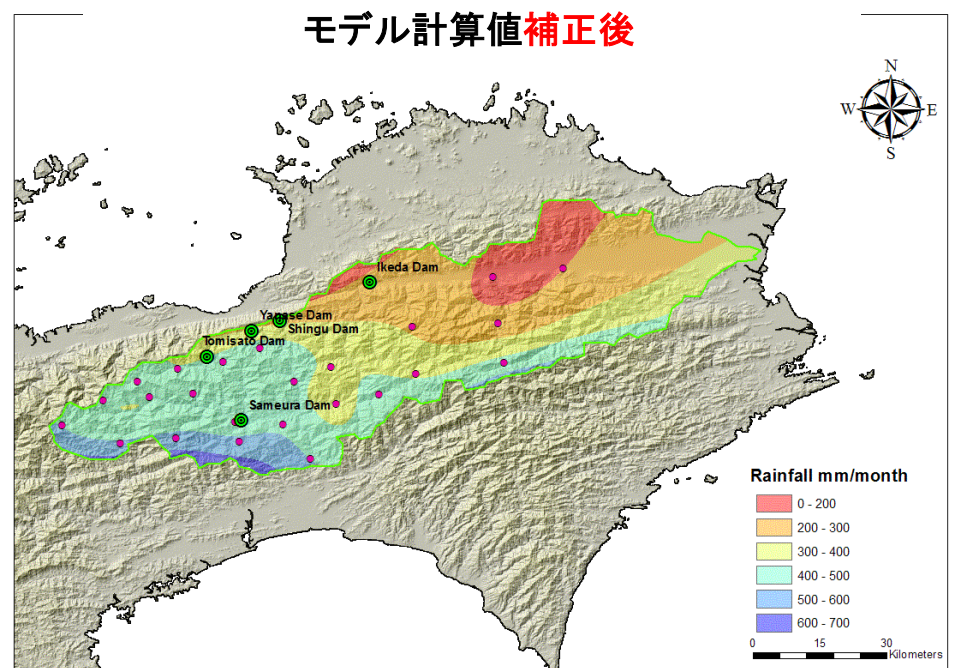 モデル計算値補正後
N
W
E
S
Ikeda Dam
Yanase Dam
Shingu Dam
Tomisato Dam
Sameura Dam
Rainfall mm/month
0 - 200
200 - 300
300 - 400
400 - 500
500 - 600
600 - 700
0 15 30
Kilometers